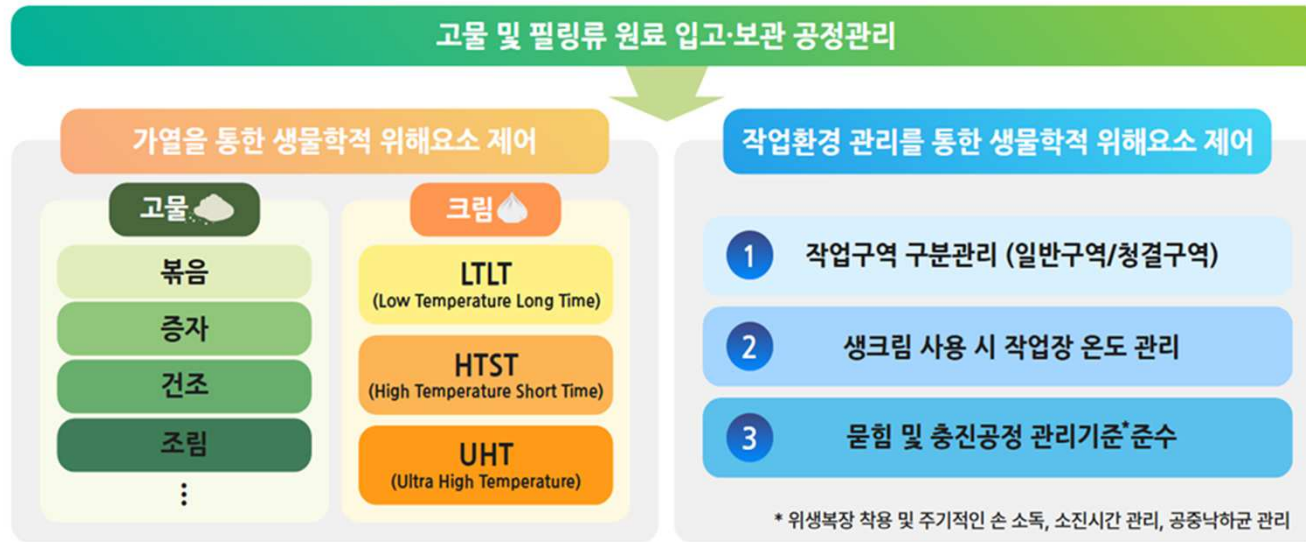 고물 및 필링류 원료 입고·보관 공정관리
가열을 통한 생물학적 위해요소 제어
고물
볶음
증자
건조
조림
⋮
크림
LTLT
(Low Temperature Long Time)
HTST
(High Temperature Short Time)
UHT
(Ultra High Temperature)
작업환경 관리를 통한 생물학적 위해요소 제어
1 작업구역 구분관리 (일반구역/청결구역)
2 생크림 사용 시 작업장 온도 관리
3 묻힘 및 충진공정 관리기준* 준수
* 위생복장 착용 및 주기적인 손 소독, 소진시간 관리, 공중낙하균 관리